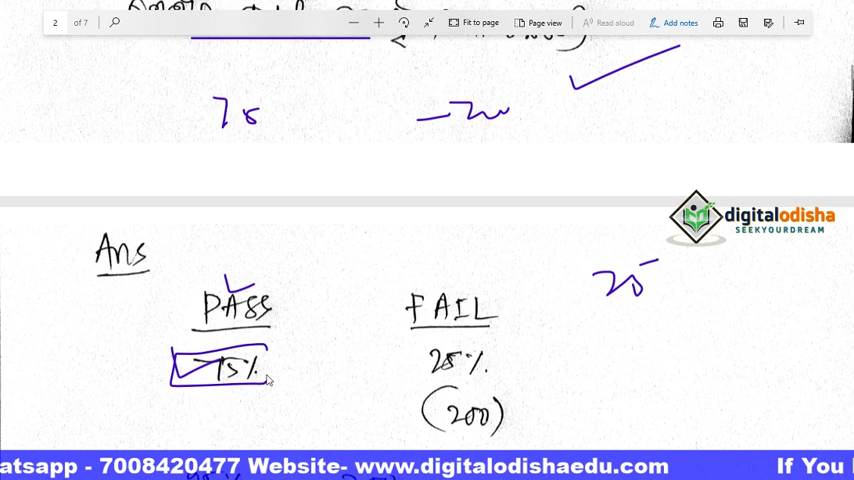 2 of 7 Fit to page Page view Read aloud Add notes
75
digitalodisha
SEEKYOURDREAM
Ans
25
PASS FAIL
75% 25%
(200)
atsapp - 7008420477 Website- www.digitalodishaedu.com If You